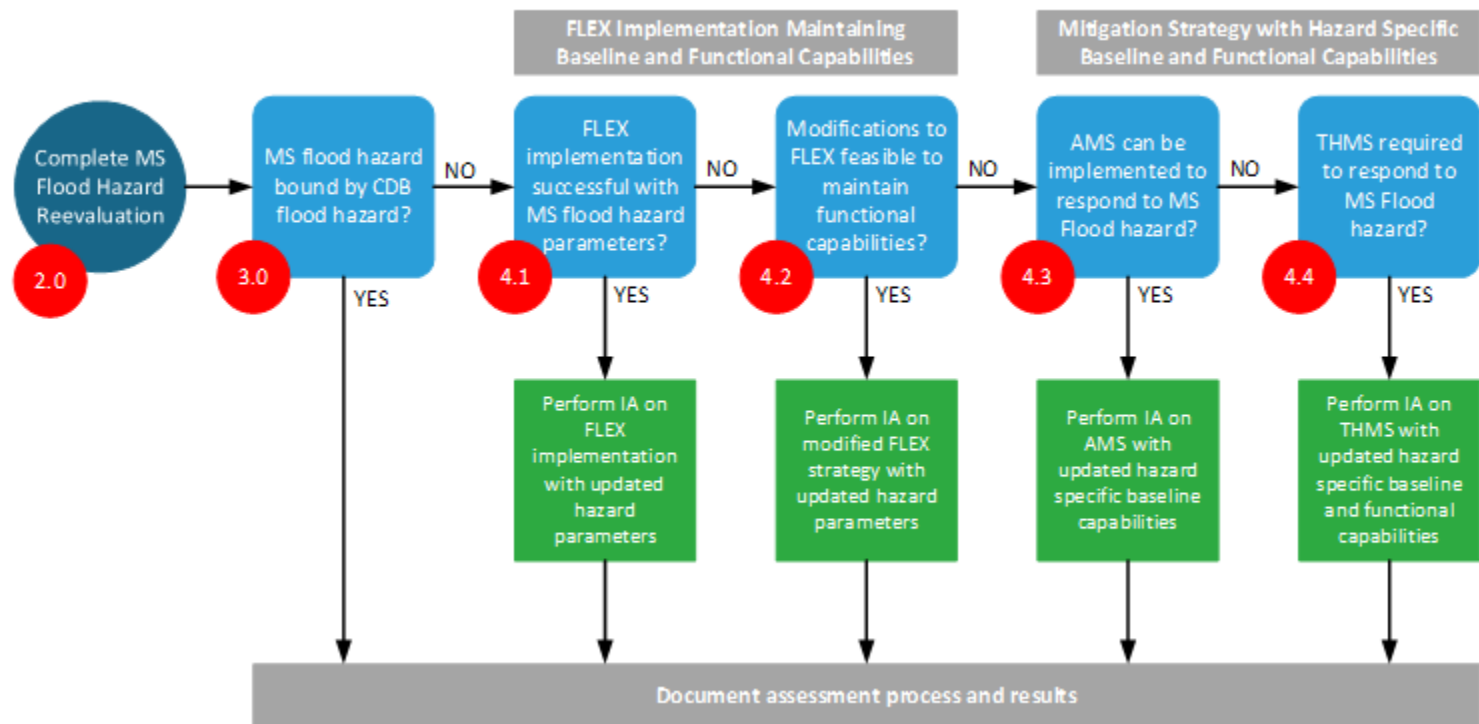 FLEX Implementation Maintaining
Baseline and Functional Capabilities
Mitigation Strategy with Hazard Specific
Baseline and Functional Capabilities
Complete MS
Flood Hazard
Reevaluation
2.0
MS flood hazard
bound by CDB
flood hazard?
3.0
NO
YES
FLEX
implementation
successful with
MS flood hazard
parameters?
4.1
NO
YES
Modifications to
FLEX feasible to
maintain
functional
capabilities?
4.2
NO
YES
AMS can be
implemented to
respond to MS
Flood hazard?
4.3
NO
YES
THMS required
to respond to
MS Flood
hazard?
4.4
YES
Perform IA on
FLEX
implementation
with updated
hazard
parameters
Perform IA on
modified FLEX
strategy with
updated hazard
parameters
Perform IA on
AMS with
updated hazard
specific baseline
capabilities
Perform IA on
THMS with
updated hazard
specific baseline
and functional
capabilities
Document assessment process and results